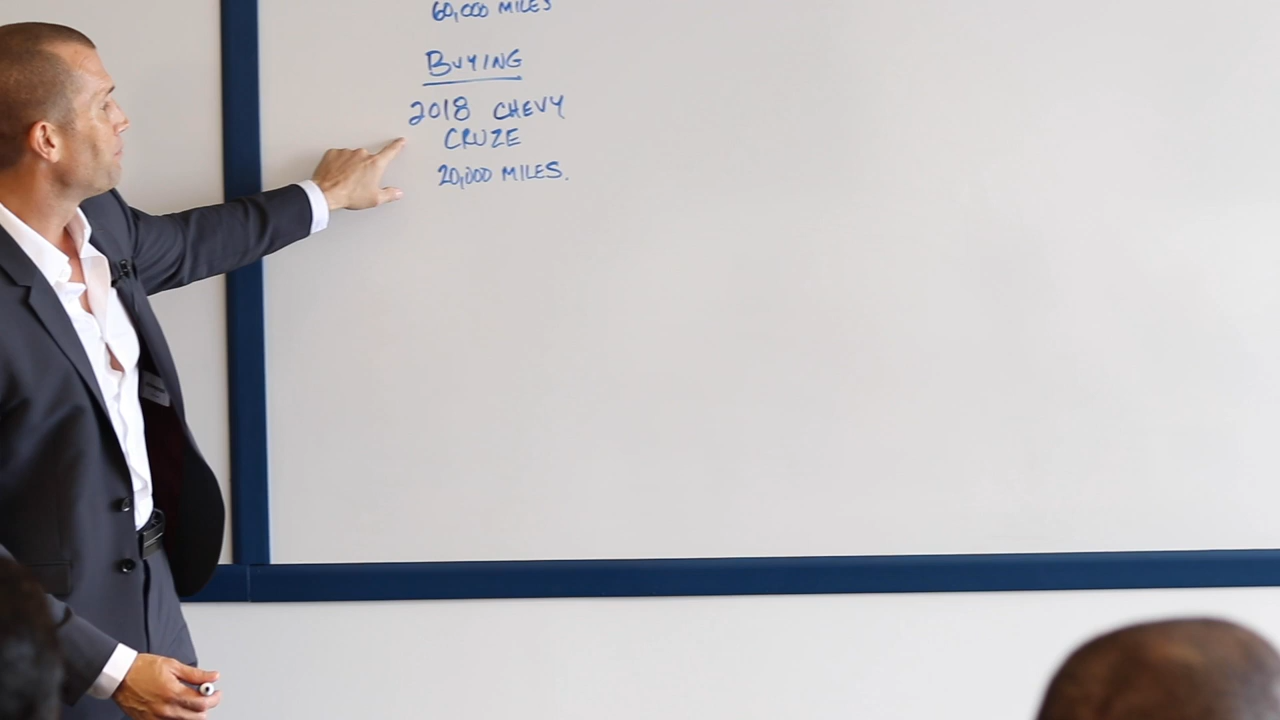 60,000 MILES
BUYING
2018 CHEVY
CRUZE
20,000 MILES.